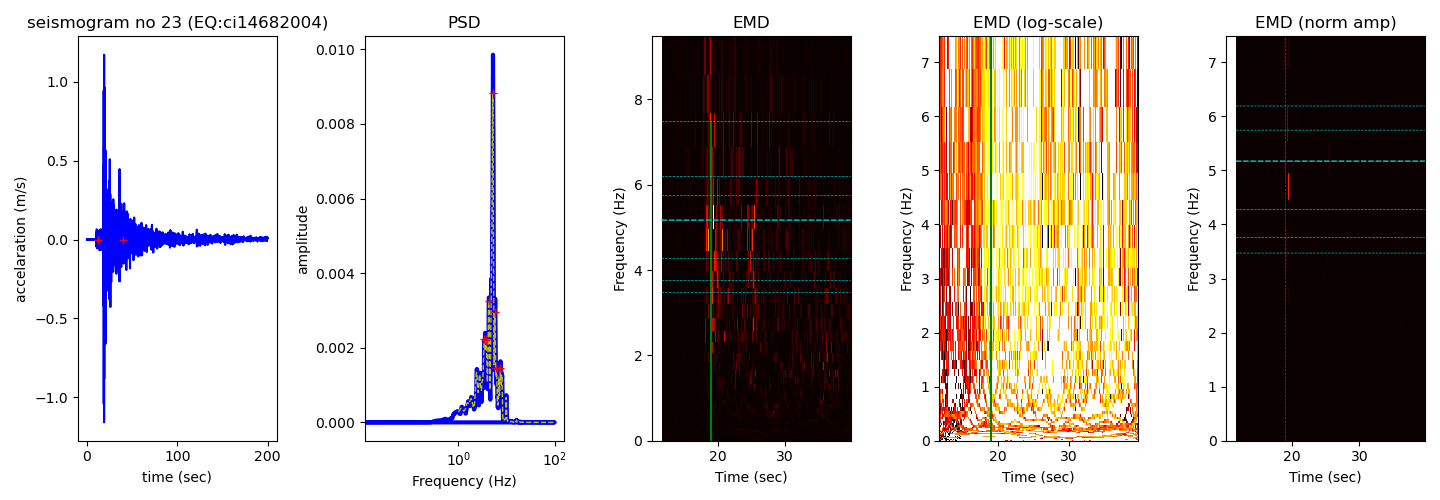 seismogram no 23 (EQ:ci14682004)
PSD
EMD
EMD (log-scale)
EMD (norm amp)
accelaration (m/s)
1.0
0.5
0.0
−0.5
−1.0
0
100
200
time (sec)
amplitude
0.010
0.008
0.006
0.004
0.002
0.000
10^0
10^2
Frequency (Hz)
Frequency (Hz)
8
6
4
2
0
20
30
Time (sec)
Frequency (Hz)
7
6
5
4
3
2
1
0
20
30
Time (sec)
Frequency (Hz)
7
6
5
4
3
2
1
0
20
30
Time (sec)